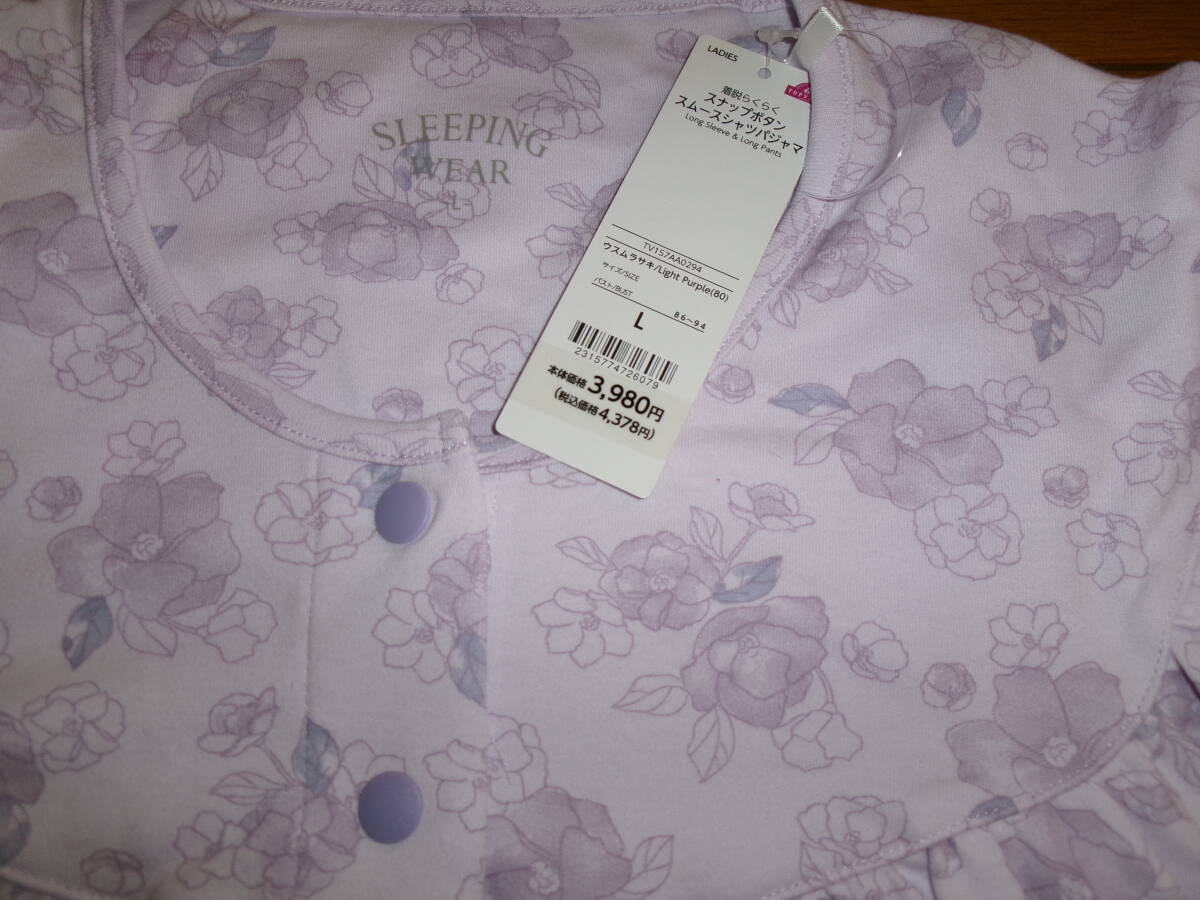 SLEEPING
WEAR
L
LADIES
着脱らくらく
スナップボタン
スムースシャツパジャマ
Long Sleeve & Long Pants
TV157AA0294
ウスムラサキ/Light Purple(80)
サイズ/SIZE
バスト/BUST 86~94
L
2315774726079
本体価格3,980円
(税込価格4,378円)